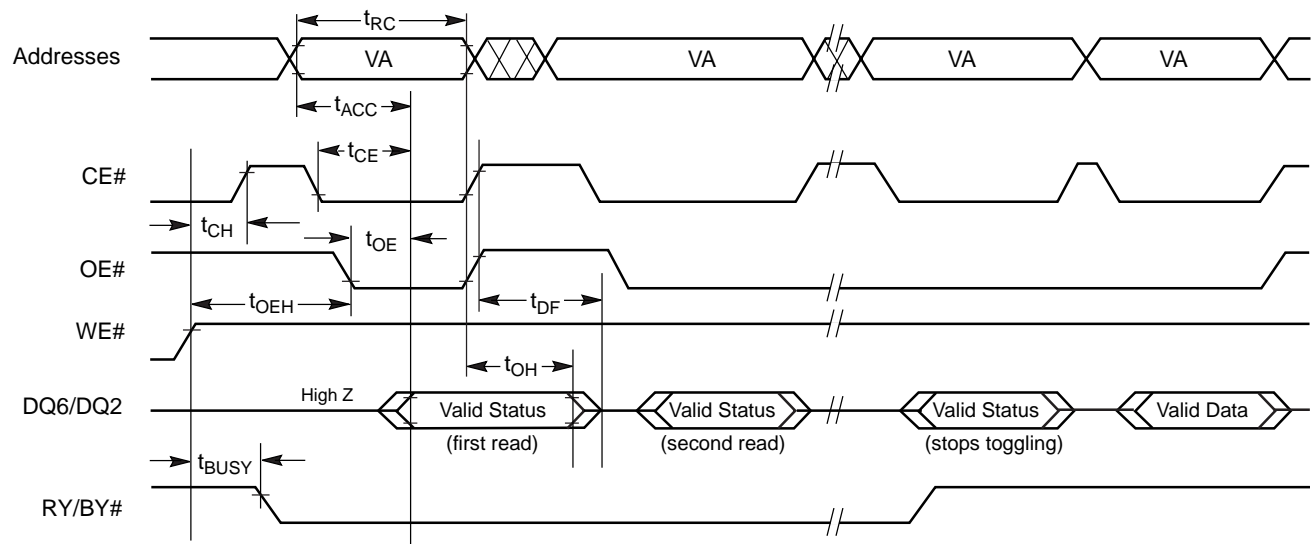 tRC
Addresses VA VA VA VA
tACC
tCE
CE#
tCH
tOE
OE#
tOEH
tDF
WE#
tOH
High Z
DQ6/DQ2 Valid Status Valid Status Valid Status Valid Data
(first read) (second read) (stops toggling)
tBUSY
RY/BY#